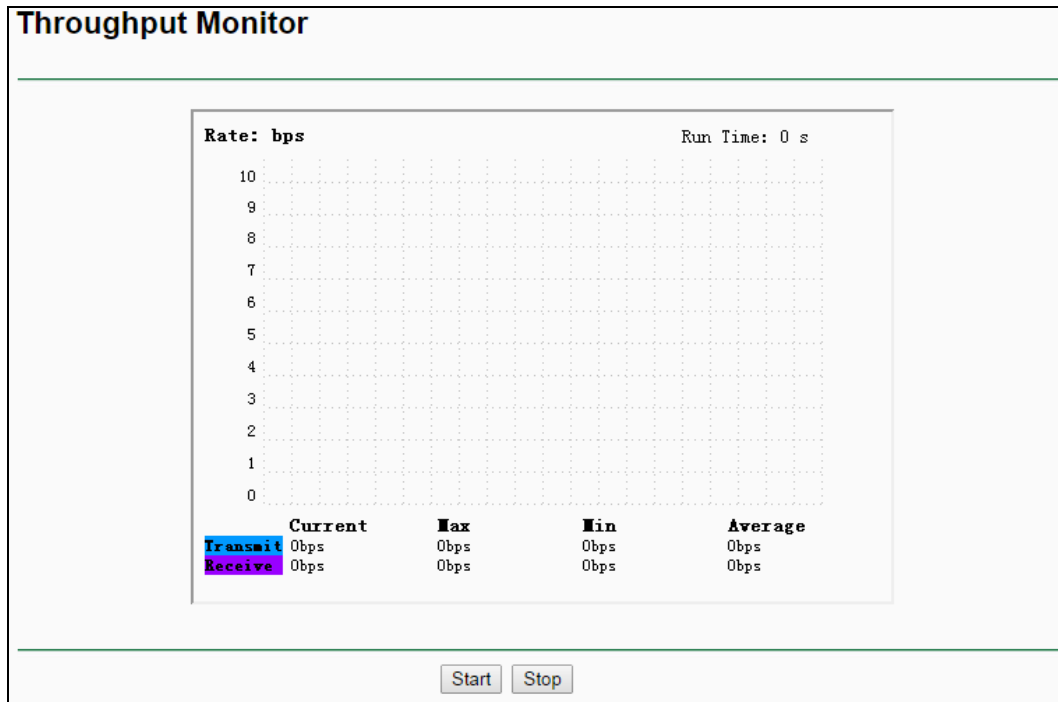 Throughput Monitor
Rate: bps Run Time: 0 s
10
9
8
7
6
5
4
3
2
1
0
Current Max Min Average
Transmit 0bps 0bps 0bps 0bps
Receive 0bps 0bps 0bps 0bps
Start Stop